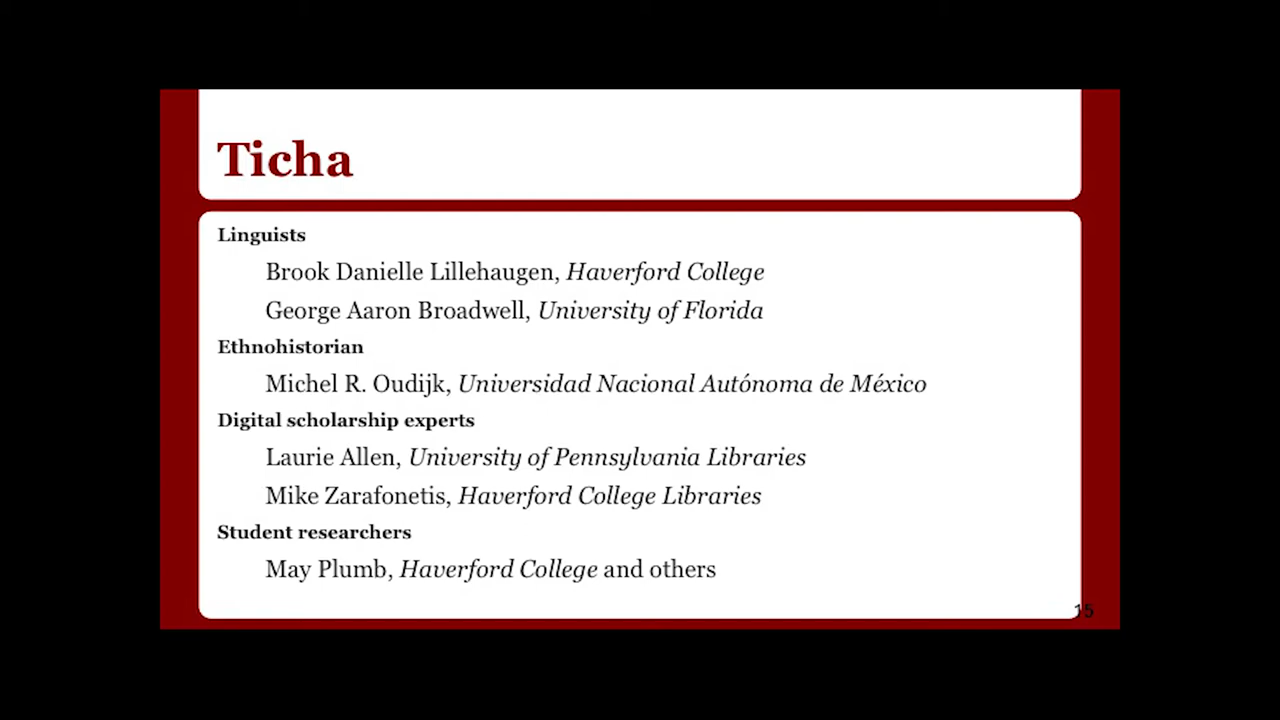 Ticha
Linguists
Brook Danielle Lillehaugen, Haverford College
George Aaron Broadwell, University of Florida
Ethnohistorian
Michel R. Oudijk, Universidad Nacional Autónoma de México
Digital scholarship experts
Laurie Allen, University of Pennsylvania Libraries
Mike Zarafonetis, Haverford College Libraries
Student researchers
May Plumb, Haverford College and others
15